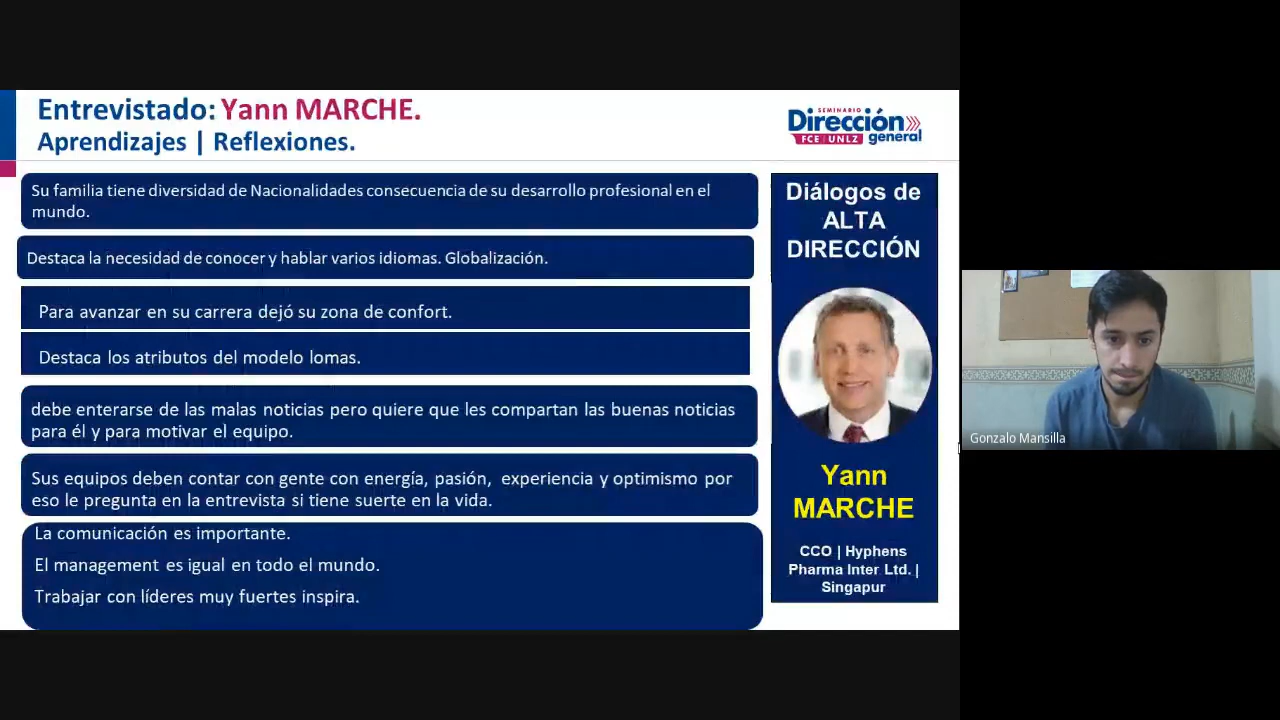 Entrevistado: Yann MARCHE.
Aprendizajes | Reflexiones.
SEMINARIO
Dirección
FCE | UNLZ general
Su familia tiene diversidad de Nacionalidades consecuencia de su desarrollo profesional en el
mundo.
Destaca la necesidad de conocer y hablar varios idiomas. Globalización.
Para avanzar en su carrera dejó su zona de confort.
Destaca los atributos del modelo lomas.
debe enterarse de las malas noticias pero quiere que les compartan las buenas noticias
para él y para motivar el equipo.
Sus equipos deben contar con gente con energía, pasión, experiencia y optimismo por
eso le pregunta en la entrevista si tiene suerte en la vida.
La comunicación es importante.
El management es igual en todo el mundo.
Trabajar con líderes muy fuertes inspira.
Diálogos de
ALTA
DIRECCIÓN
Yann
MARCHE
CCO | Hyphens
Pharma Inter Ltd. |
Singapur
Gonzalo Mansilla